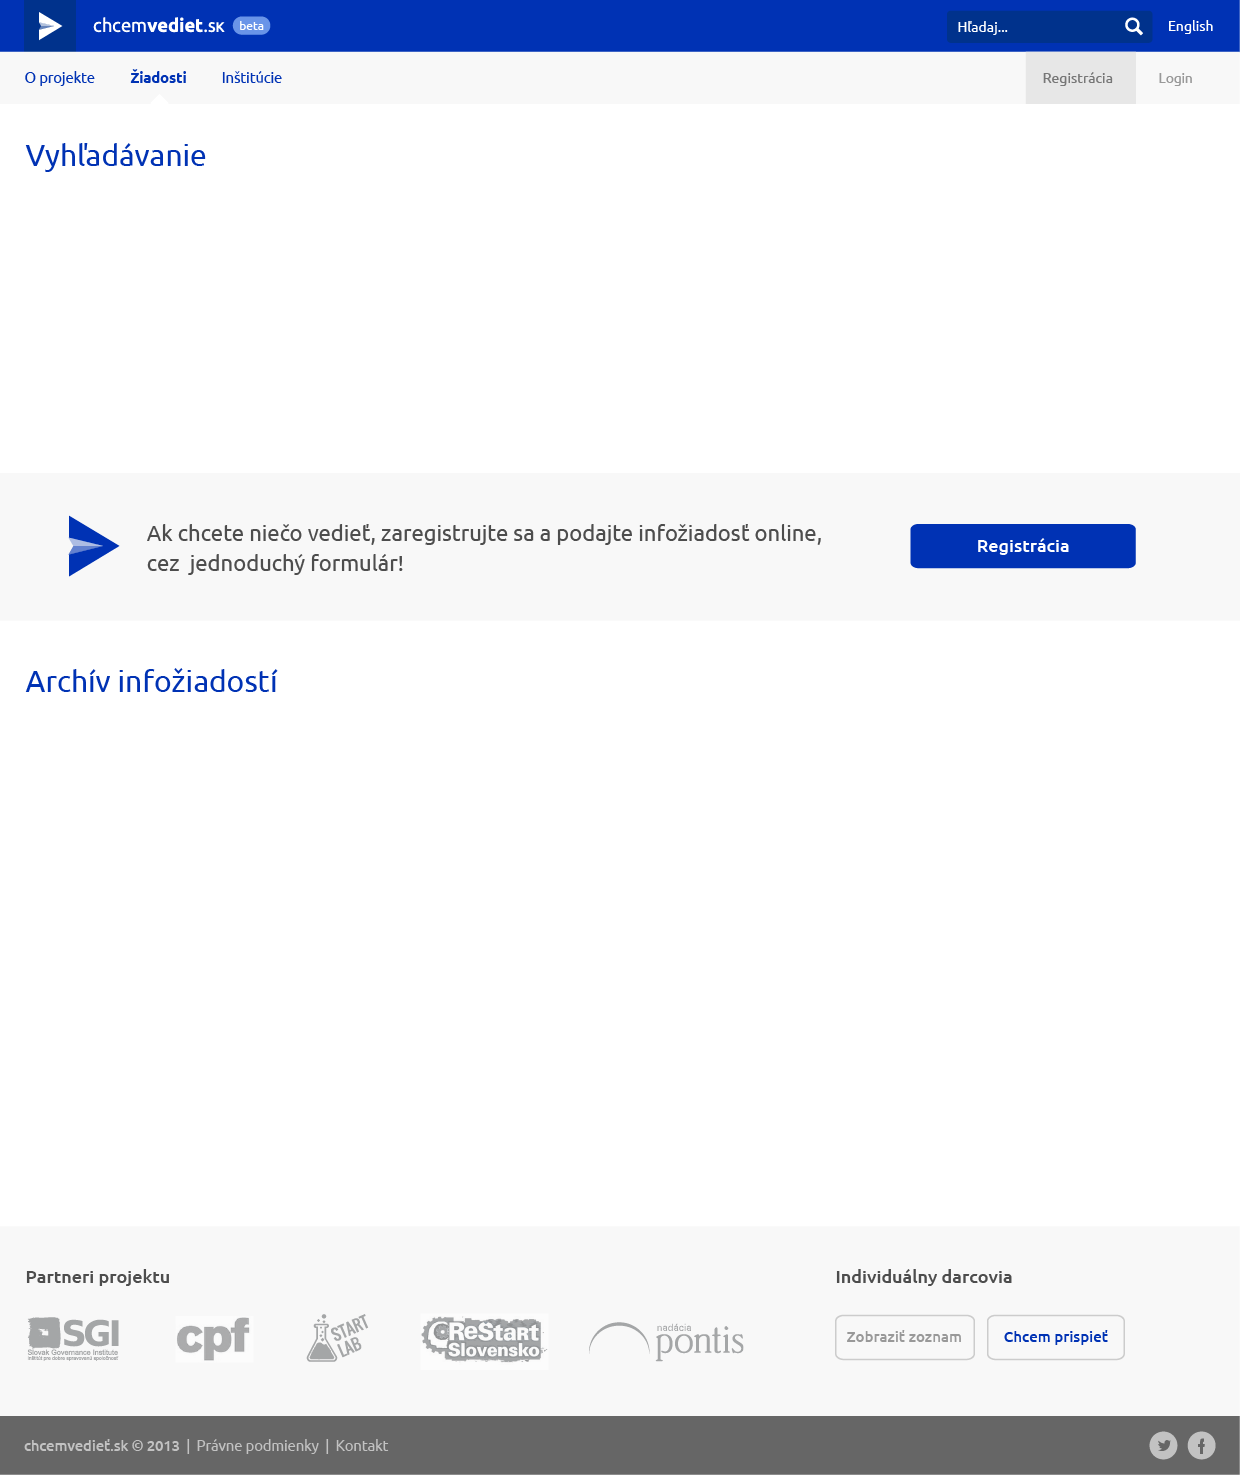 chcemvediet.sk beta
Hľadaj...
English
O projekte Žiadosti Inštitúcie
Registrácia Login
Vyhľadávanie
Ak chcete niečo vedieť, zaregistrujte sa a podajte infožiadosť online,
cez jednoduchý formulár!
Registrácia
Archív infožiadostí
Partneri projektu
SGI
Slovak Governance Institute
Inštitút pre dobre spravovanú spoločnosť
cpf
START
LAB
ReStart
Slovensko
nadácia
pontis
Individuálny darcovia
Zobraziť zoznam Chcem prispieť
chcemvedieť.sk © 2013 | Právne podmienky | Kontakt